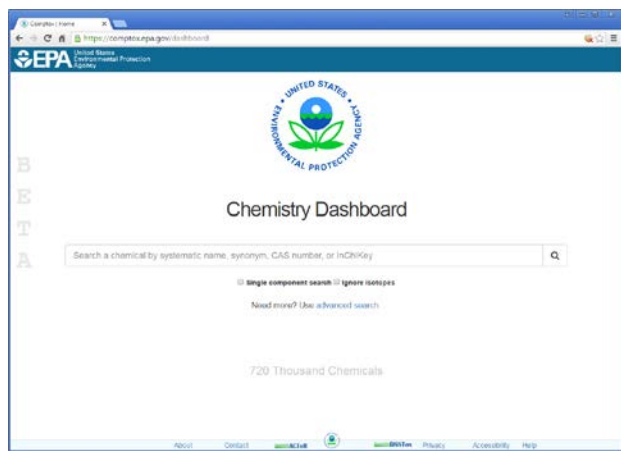 CompTox | Home
https://comptox.epa.gov/dashboard
EPA United States
Environmental Protection
Agency
UNITED STATES
ENVIRONMENTAL PROTECTION AGENCY
BETA
Chemistry Dashboard
Search a chemical by systematic name, synonym, CAS number, or InChIKey
Single component search Ignore isotopes
Need more? Use advanced search
720 Thousand Chemicals
About Contact ACToR Privacy Accessibility Help